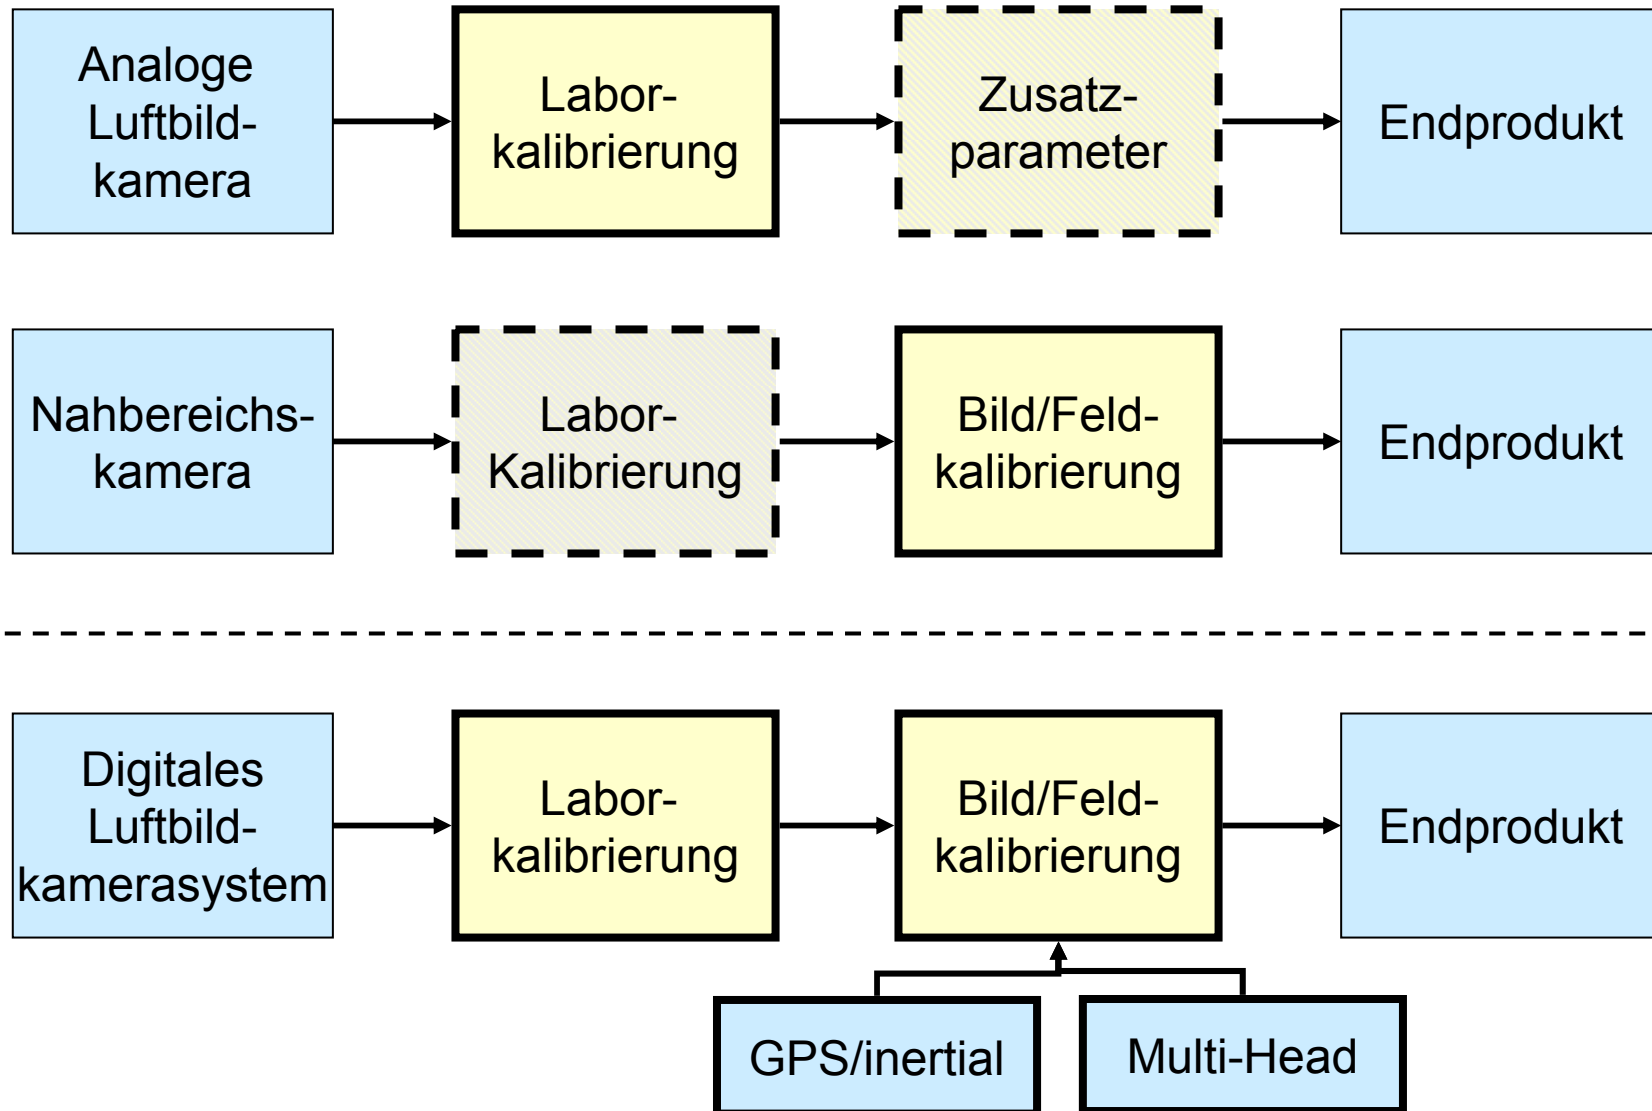 Analoge
Luftbild-
kamera
Labor-
kalibrierung
Zusatz-
parameter
Endprodukt
Nahbereichs-
kamera
Labor-
Kalibrierung
Bild/Feld-
kalibrierung
Endprodukt
Digitales
Luftbild-
kamerasystem
Labor-
kalibrierung
Bild/Feld-
kalibrierung
Endprodukt
GPS/inertial
Multi-Head